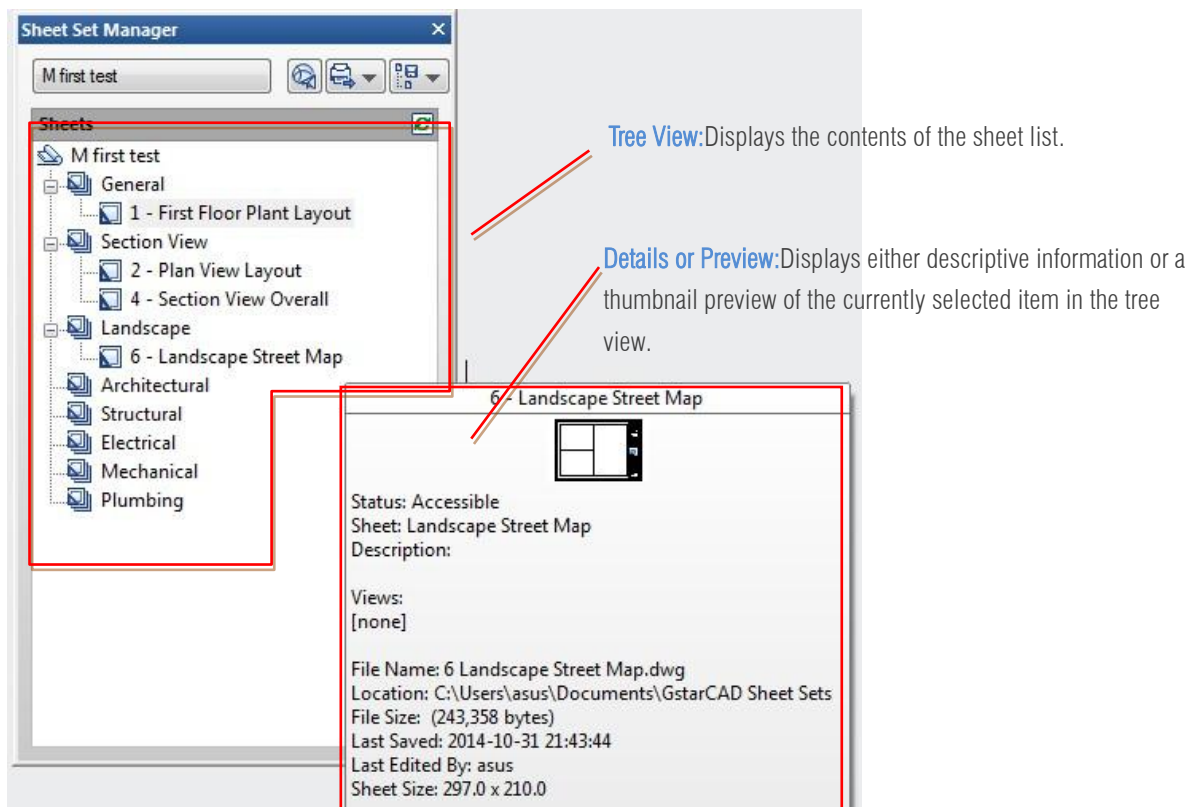 Sheet Set Manager
M first test
Sheets
M first test
General
1 - First Floor Plant Layout
Section View
2 - Plan View Layout
4 - Section View Overall
Landscape
6 - Landscape Street Map
Architectural
Structural
Electrical
Mechanical
Plumbing
Tree View:Displays the contents of the sheet list.
Details or Preview:Displays either descriptive information or a
thumbnail preview of the currently selected item in the tree
view.
6 - Landscape Street Map
Status: Accessible
Sheet: Landscape Street Map
Description:
Views:
[none]
File Name: 6 Landscape Street Map.dwg
Location: C:\Users\asus\Documents\GstarCAD Sheet Sets
File Size: (243,358 bytes)
Last Saved: 2014-10-31 21:43:44
Last Edited By: asus
Sheet Size: 297.0 x 210.0